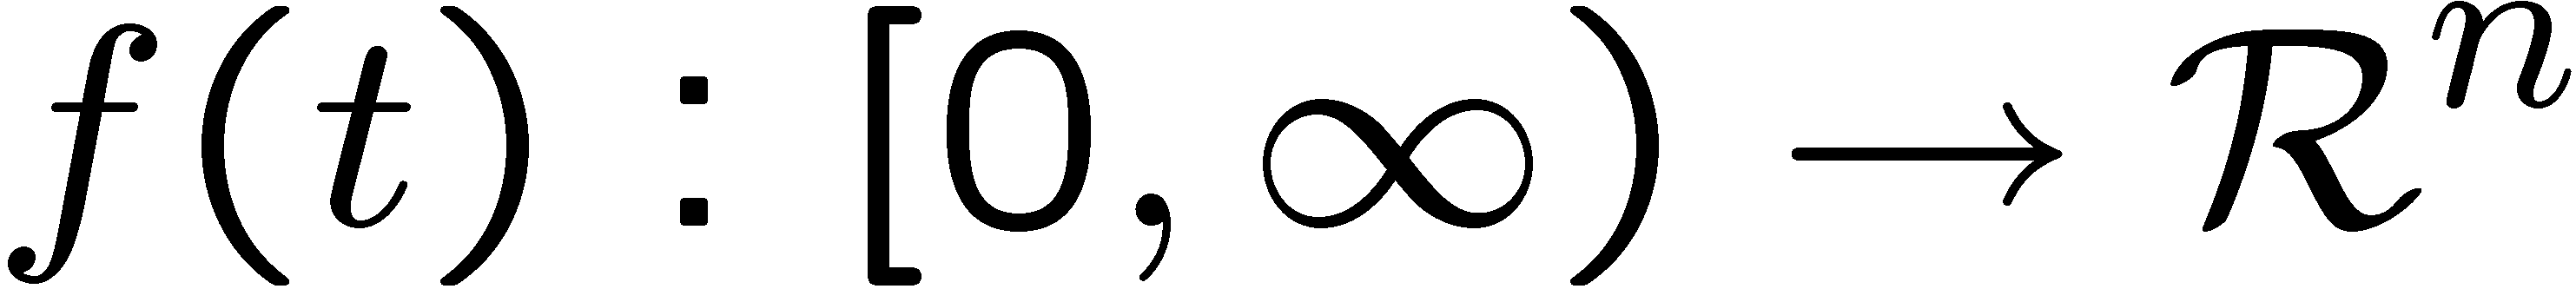 f(t) : [0, ∞) ⟶ ℛⁿ